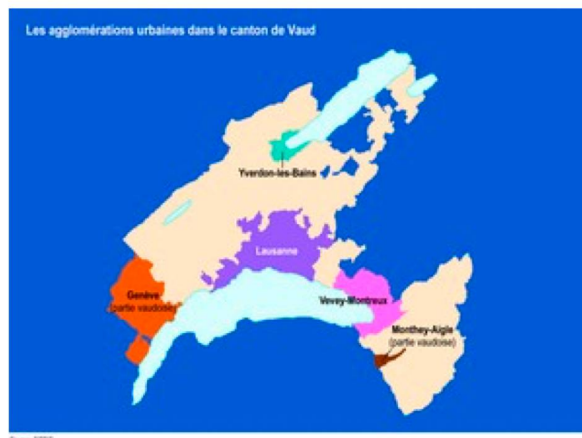 Les agglomérations urbaines dans le canton de Vaud
Yverdon-les-Bains
Lausanne
Genève
(partie vaudoise)
Vevey-Montreux
Monthey-Aigle
(partie vaudoise)